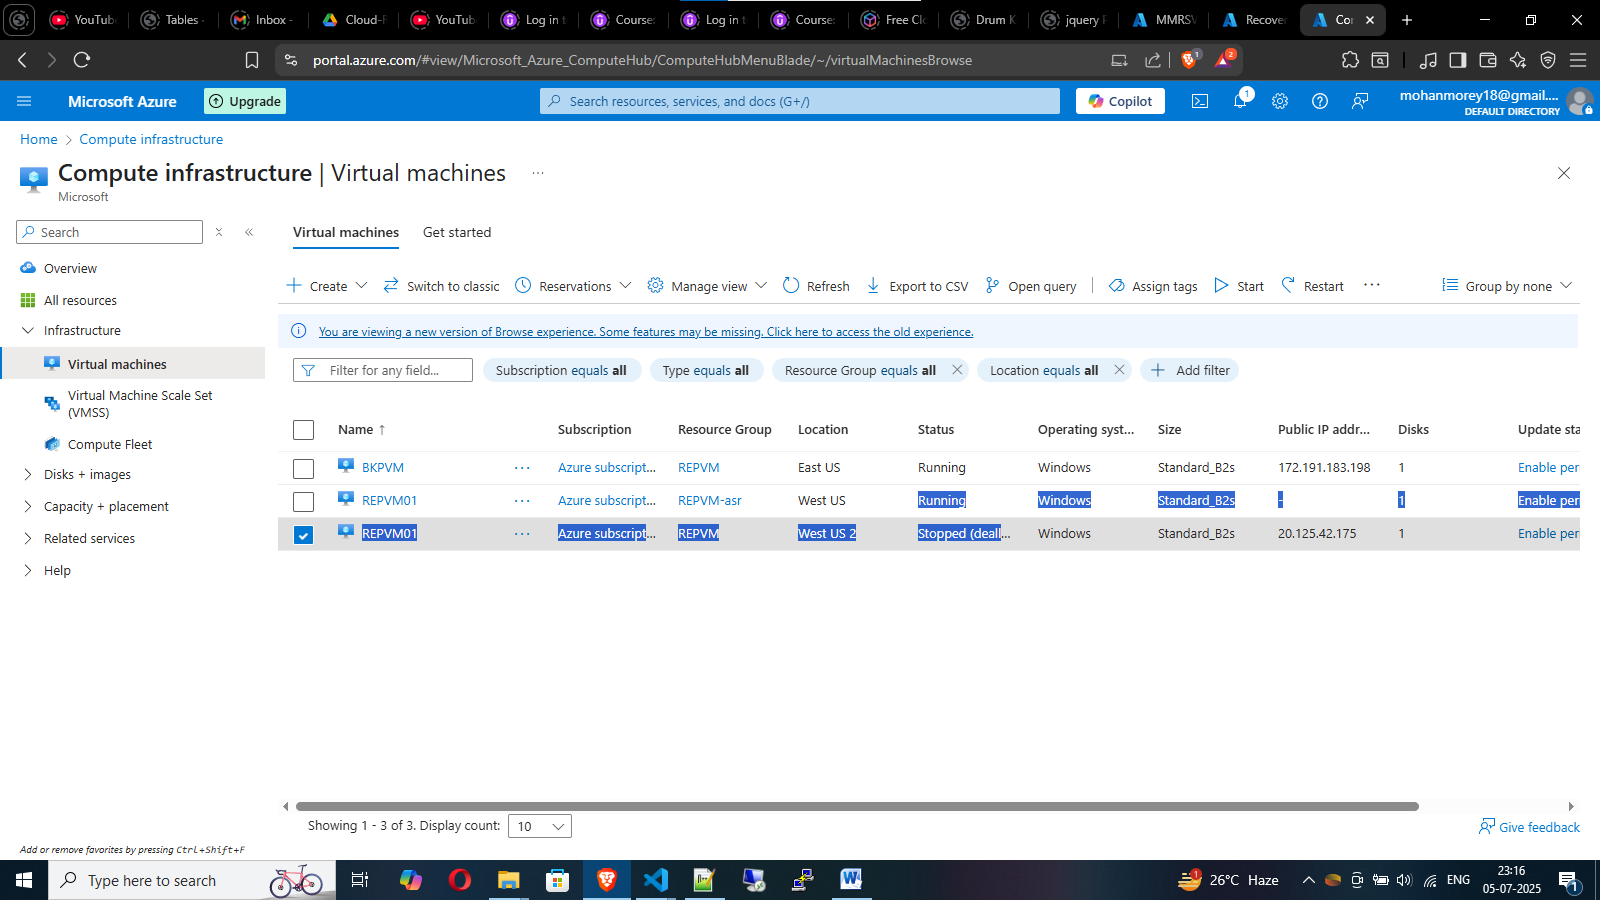 YouTub
Tables -
Inbox -
Cloud-F
YouTub
Log in t
Course:
Log in t
Course:
Free Clo
Drum K
jquery F
MMRSV
Recover
Cor
portal.azure.com/#view/Microsoft_Azure_ComputeHub/ComputeHubMenuBlade/~/virtualMachinesBrowse
1
2
Microsoft Azure
Upgrade
Search resources, services, and docs (G+/)
Copilot
1
mohanmorey18@gmail....
DEFAULT DIRECTORY
Home > Compute infrastructure
Compute infrastructure | Virtual machines ...
Microsoft
Search
Overview
All resources
Infrastructure
Virtual machines
Virtual Machine Scale Set
(VMSS)
Compute Fleet
Disks + images
Capacity + placement
Related services
Help
Add or remove favorites by pressing Ctrl+Shift+F
Virtual machines Get started
Create Switch to classic Reservations Manage view Refresh Export to CSV Open query Assign tags Start Restart ... Group by none
You are viewing a new version of Browse experience. Some features may be missing. Click here to access the old experience.
Filter for any field... Subscription equals all Type equals all Resource Group equals all Location equals all Add filter
Name ↑ Subscription Resource Group Location Status Operating syst... Size Public IP addr... Disks Update sta
BKPVM ... Azure subscript... REPVM East US Running Windows Standard_B2s 172.191.183.198 1 Enable per
REPVM01 ... Azure subscript... REPVM-asr West US Running Windows Standard_B2s - 1 Enable per
REPVM01 ... Azure subscript... REPVM West US 2 Stopped (deall... Windows Standard_B2s 20.125.42.175 1 Enable per
Showing 1 - 3 of 3. Display count: 10
Give feedback
Type here to search
1
26°C Haze
ENG
23:16
05-07-2025
1